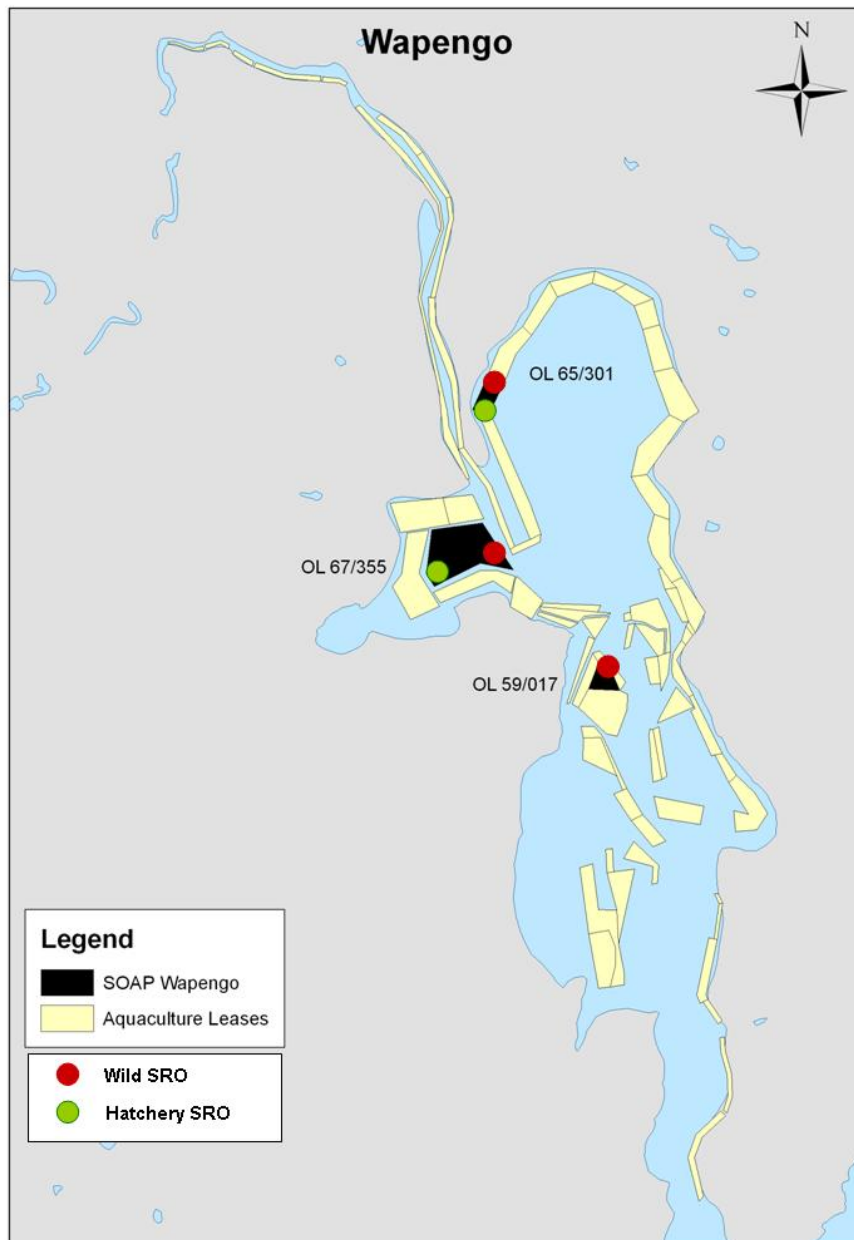 Wapengo
N
OL 65/301
OL 67/355
OL 59/017
Legend
SOAP Wapengo
Aquaculture Leases
Wild SRO
Hatchery SRO